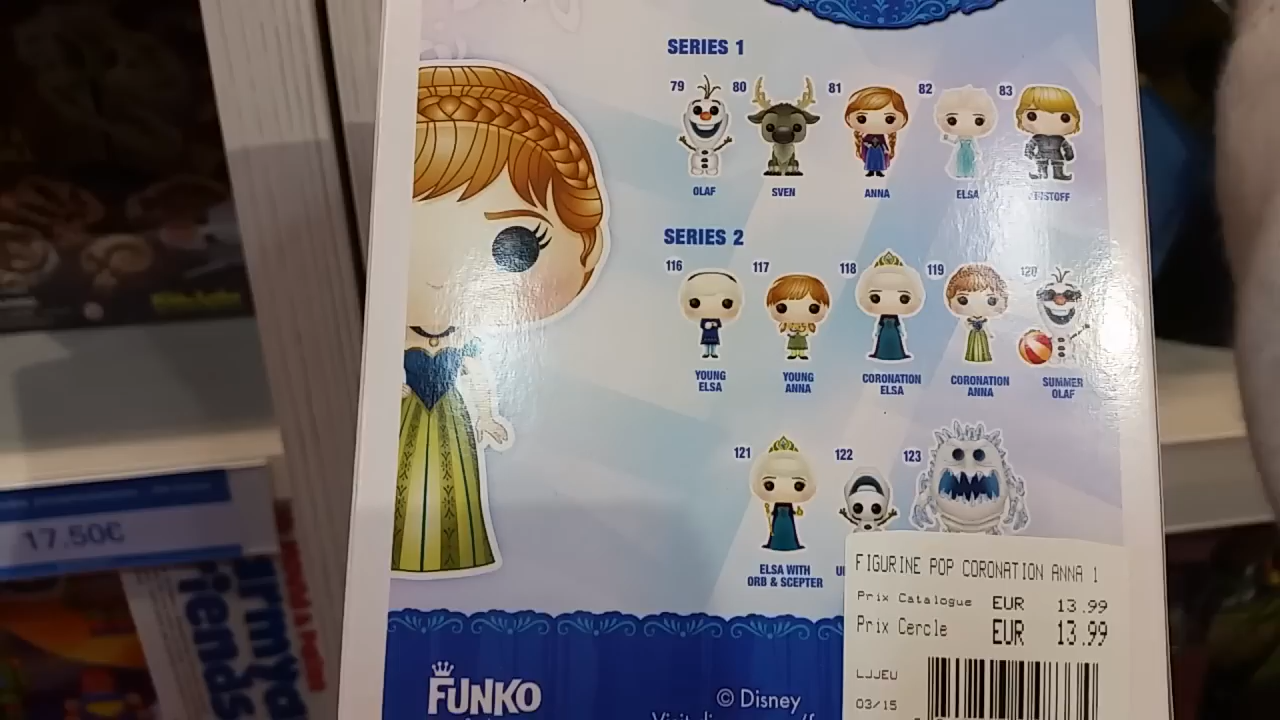 SERIES 1
79 80 81 82 83
OLAF SVEN ANNA ELSA
SERIES 2
116 117 118 119 120
YOUNG ELSA
YOUNG ANNA
CORONATION ELSA
CORONATION ANNA
SUMMER OLAF
121 122 123
ELSA WITH
ORB & SCEPTER
FIGURINE POP CORONATION ANNA 1
Prix Catalogue EUR 13.99
Prix Cercle EUR 13.99
LJJEU
03/15
FUNKO
© Disney
17.50€